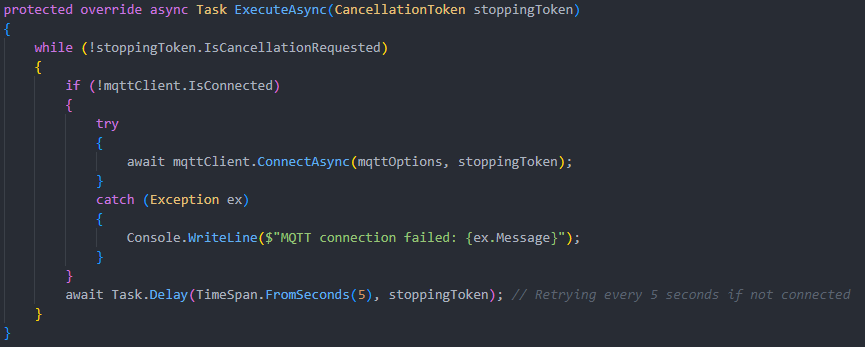 protected override async Task ExecuteAsync(CancellationToken stoppingToken)
{
    while (!stoppingToken.IsCancellationRequested)
    {
        if (!mqttClient.IsConnected)
        {
            try
            {
                await mqttClient.ConnectAsync(mqttOptions, stoppingToken);
            }
            catch (Exception ex)
            {
                Console.WriteLine($"MQTT connection failed: {ex.Message}");
            }
        }
        await Task.Delay(TimeSpan.FromSeconds(5), stoppingToken); // Retrying every 5 seconds if not connected
    }
}